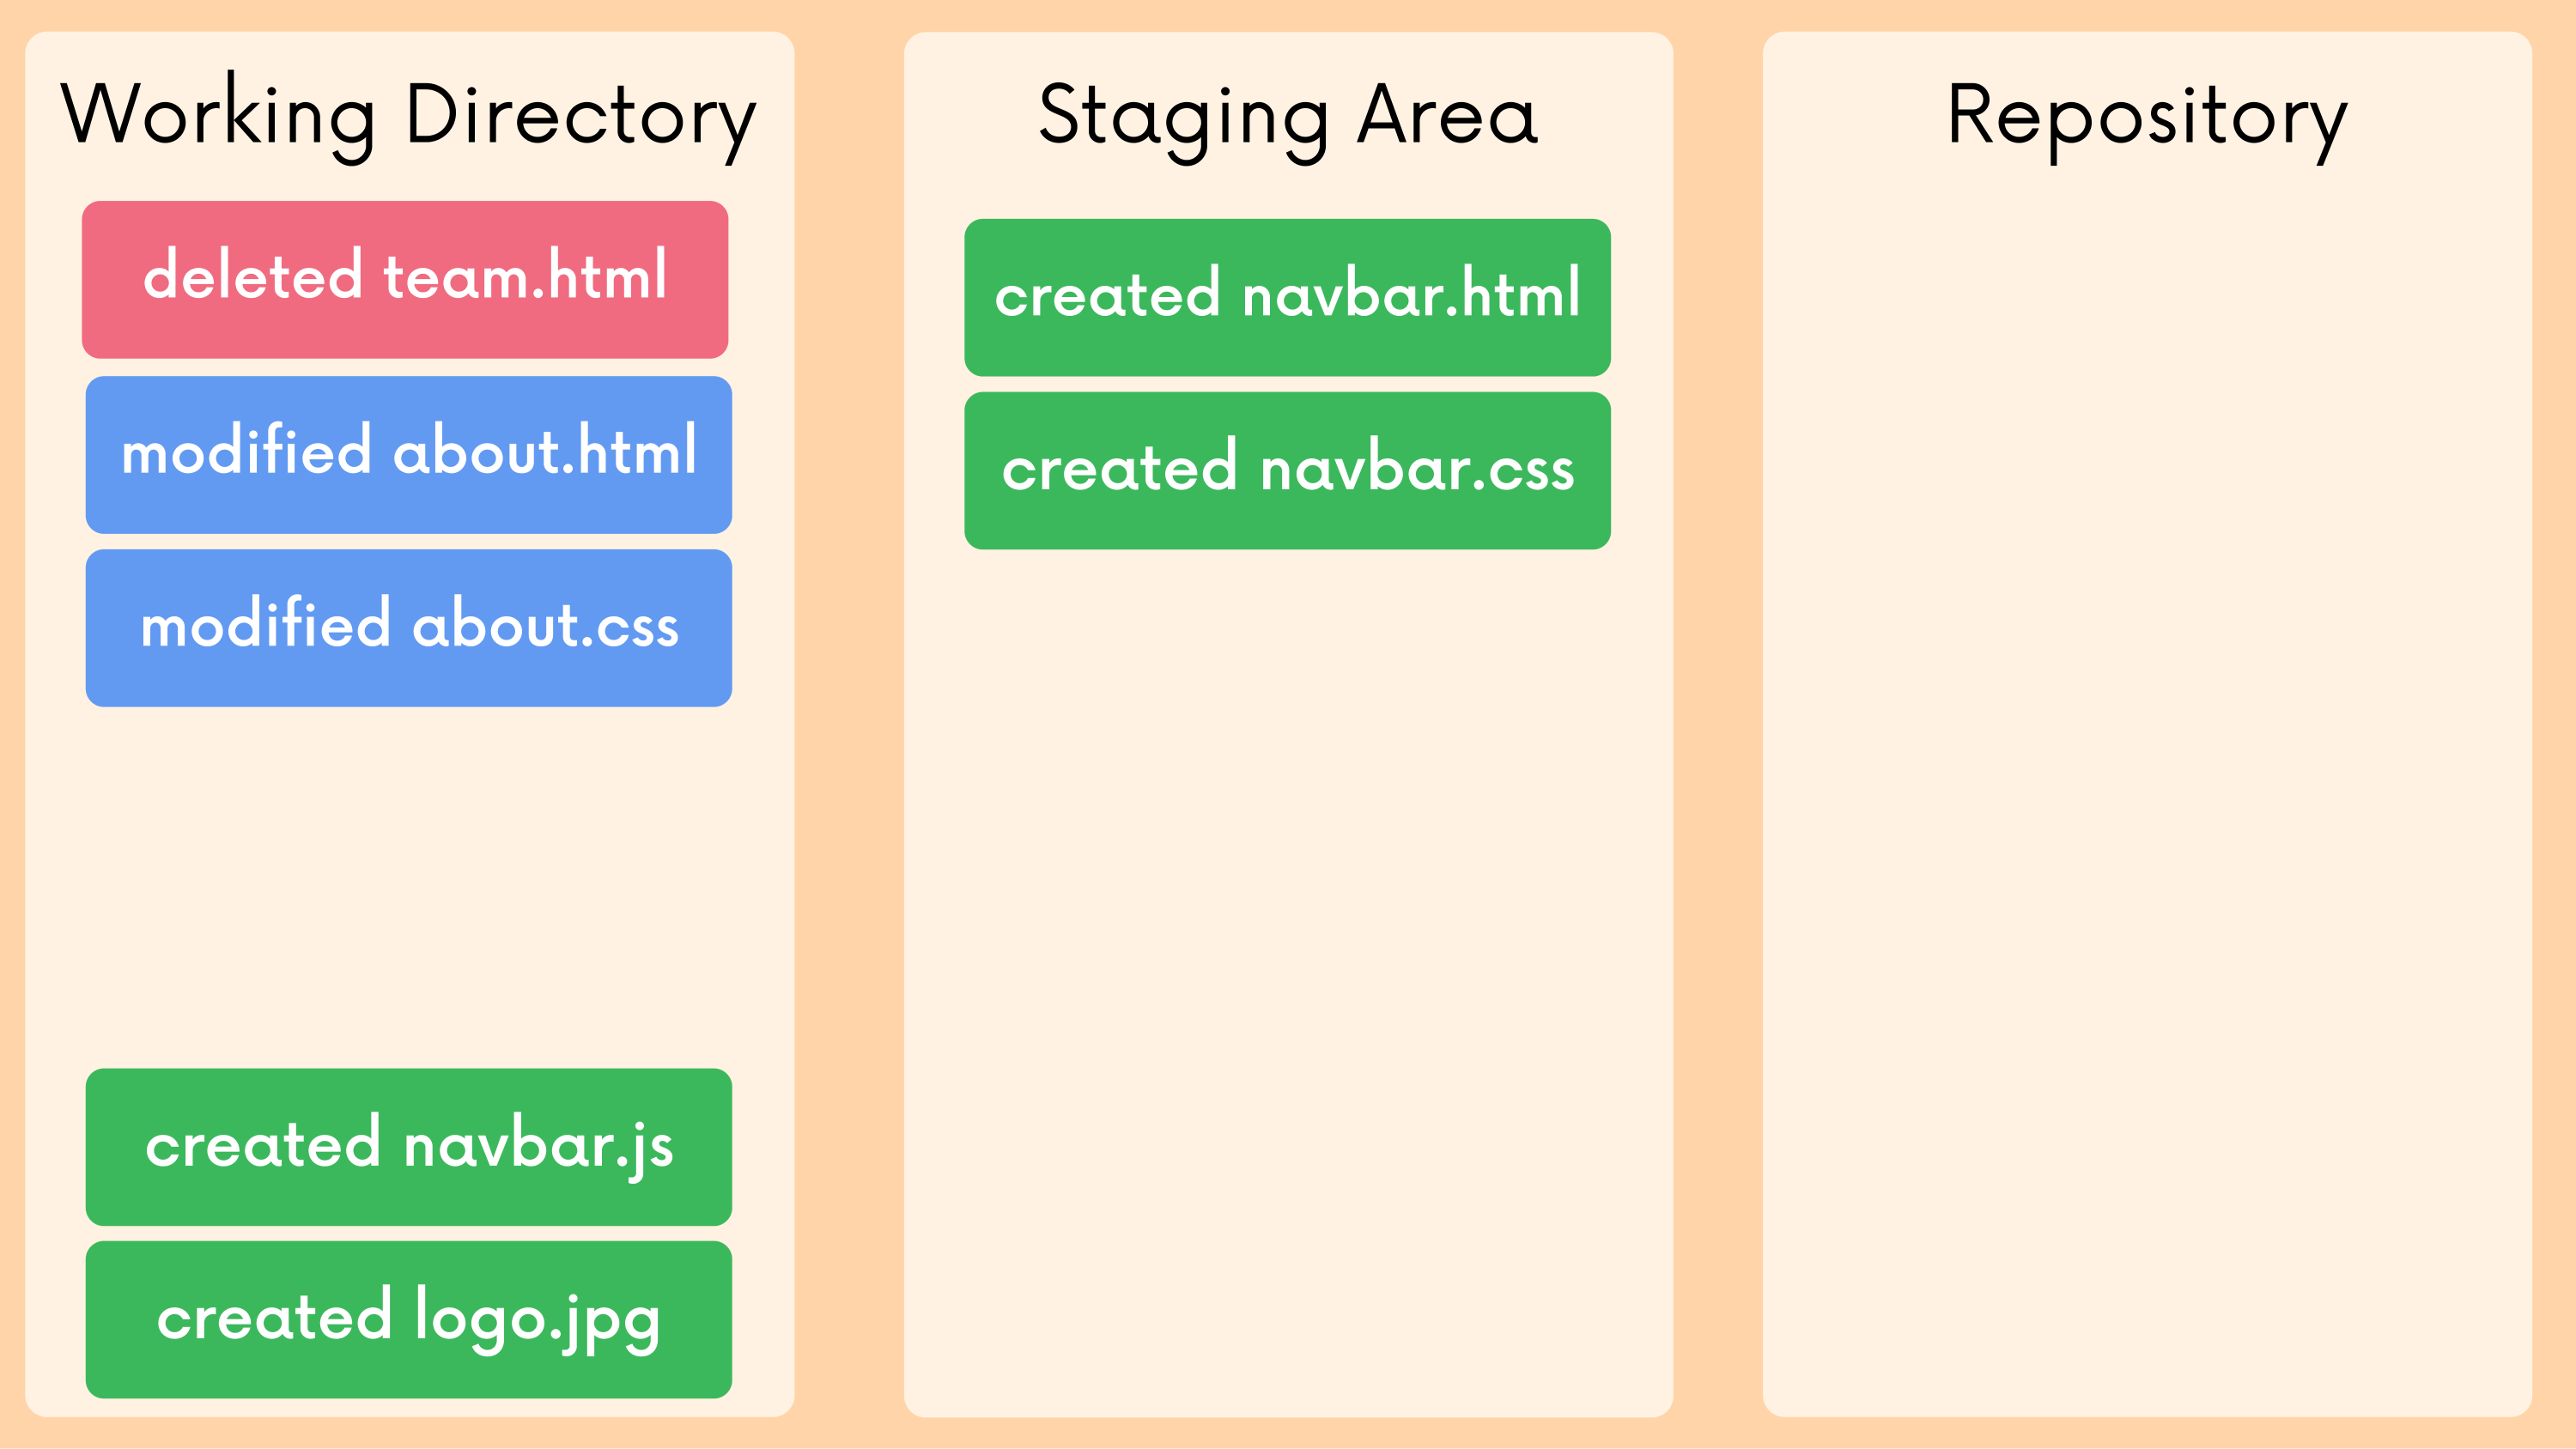 Working Directory
deleted team.html
modified about.html
modified about.css
created navbar.js
created logo.jpg
Staging Area
created navbar.html
created navbar.css
Repository